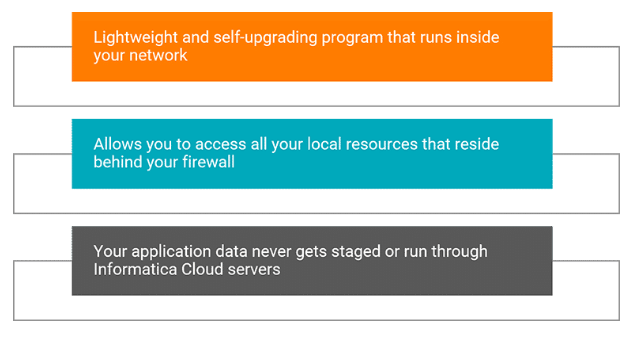 Lightweight and self-upgrading program that runs inside
your network
Allows you to access all your local resources that reside
behind your firewall
Your application data never gets staged or run through
Informatica Cloud servers